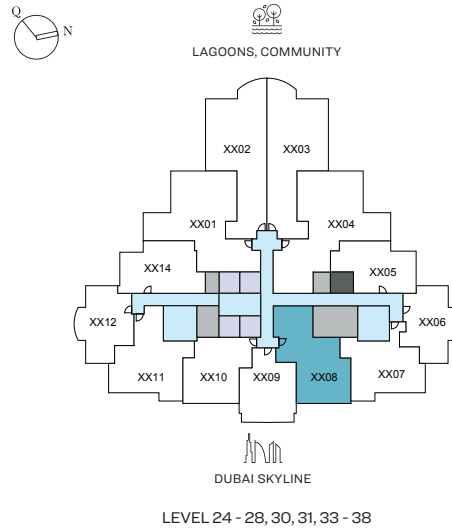 Q
N
LAGOONS, COMMUNITY
XX02 XX03
XX01 XX04
XX14 XX05
XX12 XX06
XX11 XX10 XX09 XX08 XX07
DUBAI SKYLINE
LEVEL 24 - 28, 30, 31, 33 - 38